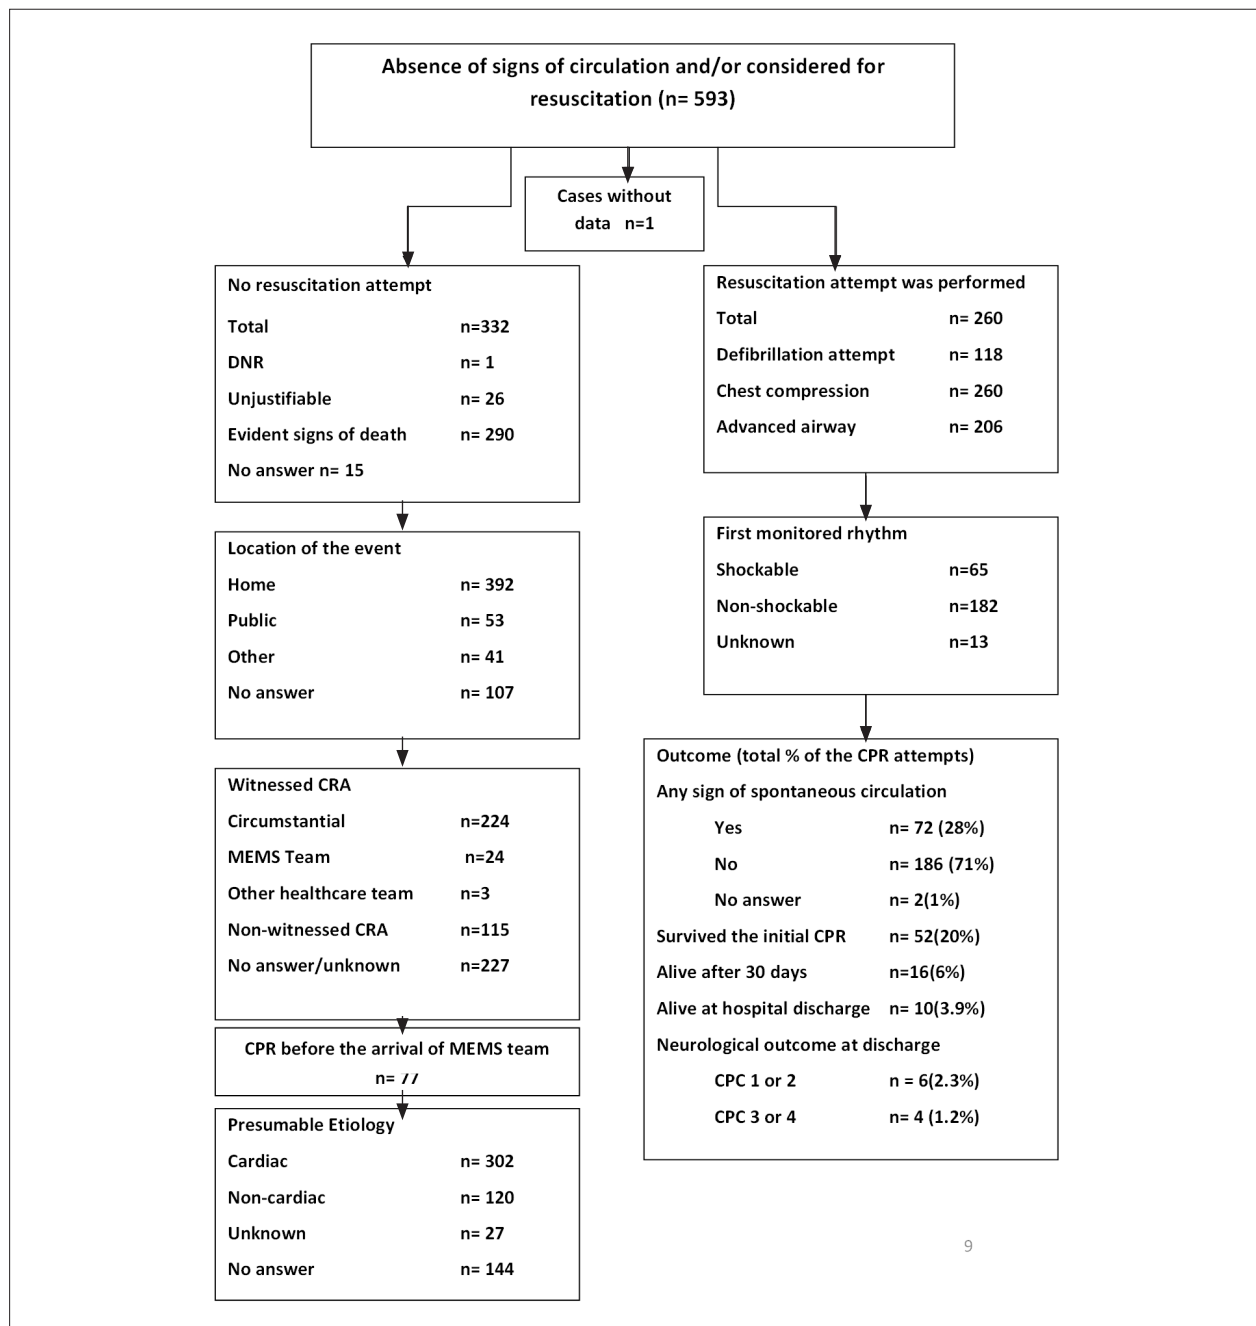 Absence of signs of circulation and/or considered for
resuscitation (n= 593)
Cases without
data n=1
No resuscitation attempt
Total n=332
DNR n= 1
Unjustifiable n= 26
Evident signs of death n= 290
No answer n= 15
Location of the event
Home n= 392
Public n= 53
Other n= 41
No answer n= 107
Witnessed CRA
Circumstantial n=224
MEMS Team n=24
Other healthcare team n=3
Non-witnessed CRA n=115
No answer/unknown n=227
CPR before the arrival of MEMS team
n= 77
Presumable Etiology
Cardiac n= 302
Non-cardiac n= 120
Unknown n= 27
No answer n= 144
Resuscitation attempt was performed
Total n= 260
Defibrillation attempt n= 118
Chest compression n= 260
Advanced airway n= 206
First monitored rhythm
Shockable n=65
Non-shockable n=182
Unknown n=13
Outcome (total % of the CPR attempts)
Any sign of spontaneous circulation
Yes n= 72 (28%)
No n= 186 (71%)
No answer n= 2(1%)
Survived the initial CPR n= 52(20%)
Alive after 30 days n=16(6%)
Alive at hospital discharge n= 10(3.9%)
Neurological outcome at discharge
CPC 1 or 2 n = 6(2.3%)
CPC 3 or 4 n= 4 (1.2%)
9